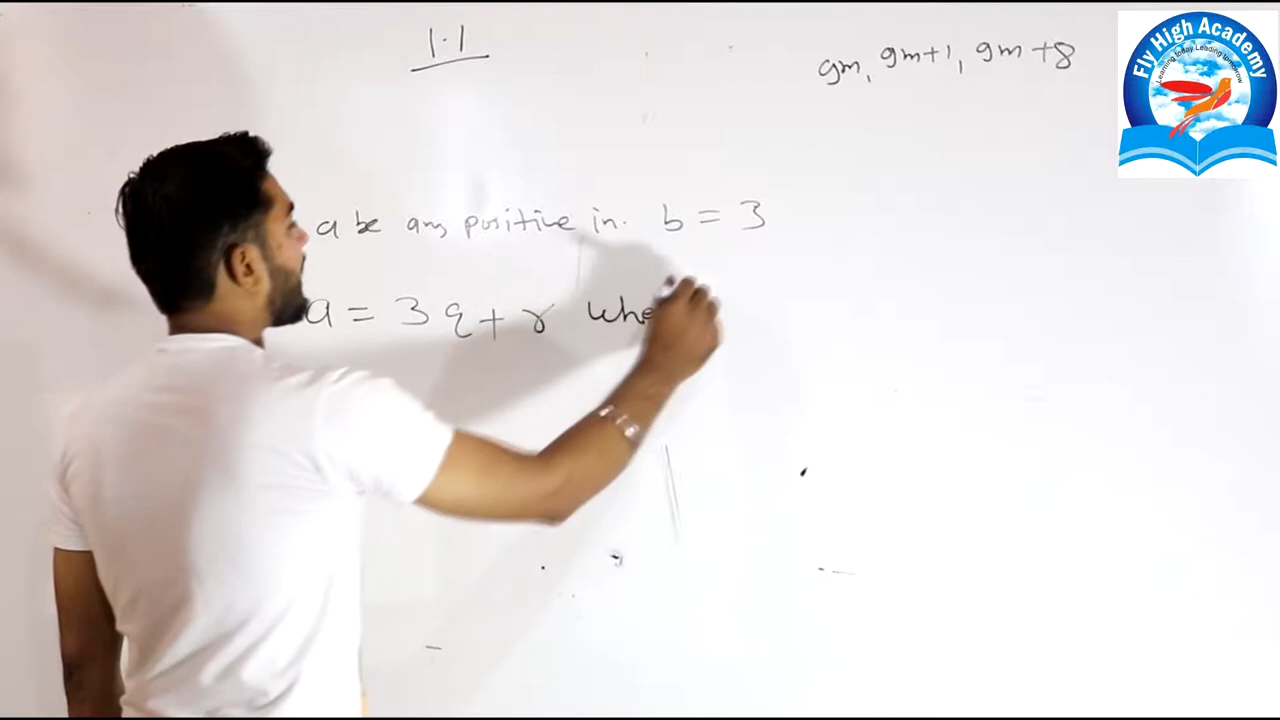 1.1
9m, 9m+1, 9m+8
Fly High Academy
Learning today Leading tomorrow
a be any positive in. b = 3
a = 3q + r whe